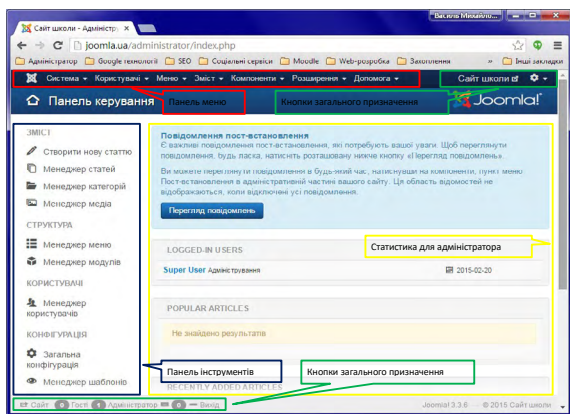 Василь Михайло...
Сайт школи - Адміністр
joomla.ua/administrator/index.php
Адміністратор Google технології SEO Соціальні сервіси Moodle Web-розробка Захоплення » Інші закладки
Система Користувачі Меню Зміст Компоненти Розширення Допомога Сайт школи
Панель керування Панель меню Кнопки загального призначення Joomla!
ЗМІСТ
Створити нову статтю
Менеджер статей
Менеджер категорій
Менеджер медіа
СТРУКТУРА
Менеджер меню
Менеджер модулів
КОРИСТУВАЧІ
Менеджер
користувачів
КОНФІГУРАЦІЯ
Загальна
конфігурація
Менеджер шаблонів
Повідомлення пост-встановлення
Є важливі повідомлення пост-встановлення, які потребують вашої уваги. Щоб переглянути
повідомлення, будь ласка, натисніть розташовану нижче кнопку «Перегляд повідомлень».
Ви можете переглянути повідомлення в будь-який час, натиснувши на компоненти, пункт меню
Пост-встановлення в адміністративній частині вашого сайту. Ця область відомостей не
відображаються, коли відключені усі повідомлення.
Перегляд повідомлень
LOGGED-IN USERS
Статистика для адміністратора
Super User Адміністрування 2015-02-20
POPULAR ARTICLES
Не знайдено результатів
Панель інструментів
Кнопки загального призначення
RECENTLY ADDED ARTICLES
Сайт 0 Гості 1 Адміністратор 0 Вихід Joomla! 3.3.6 — © 2015 Сайт школи